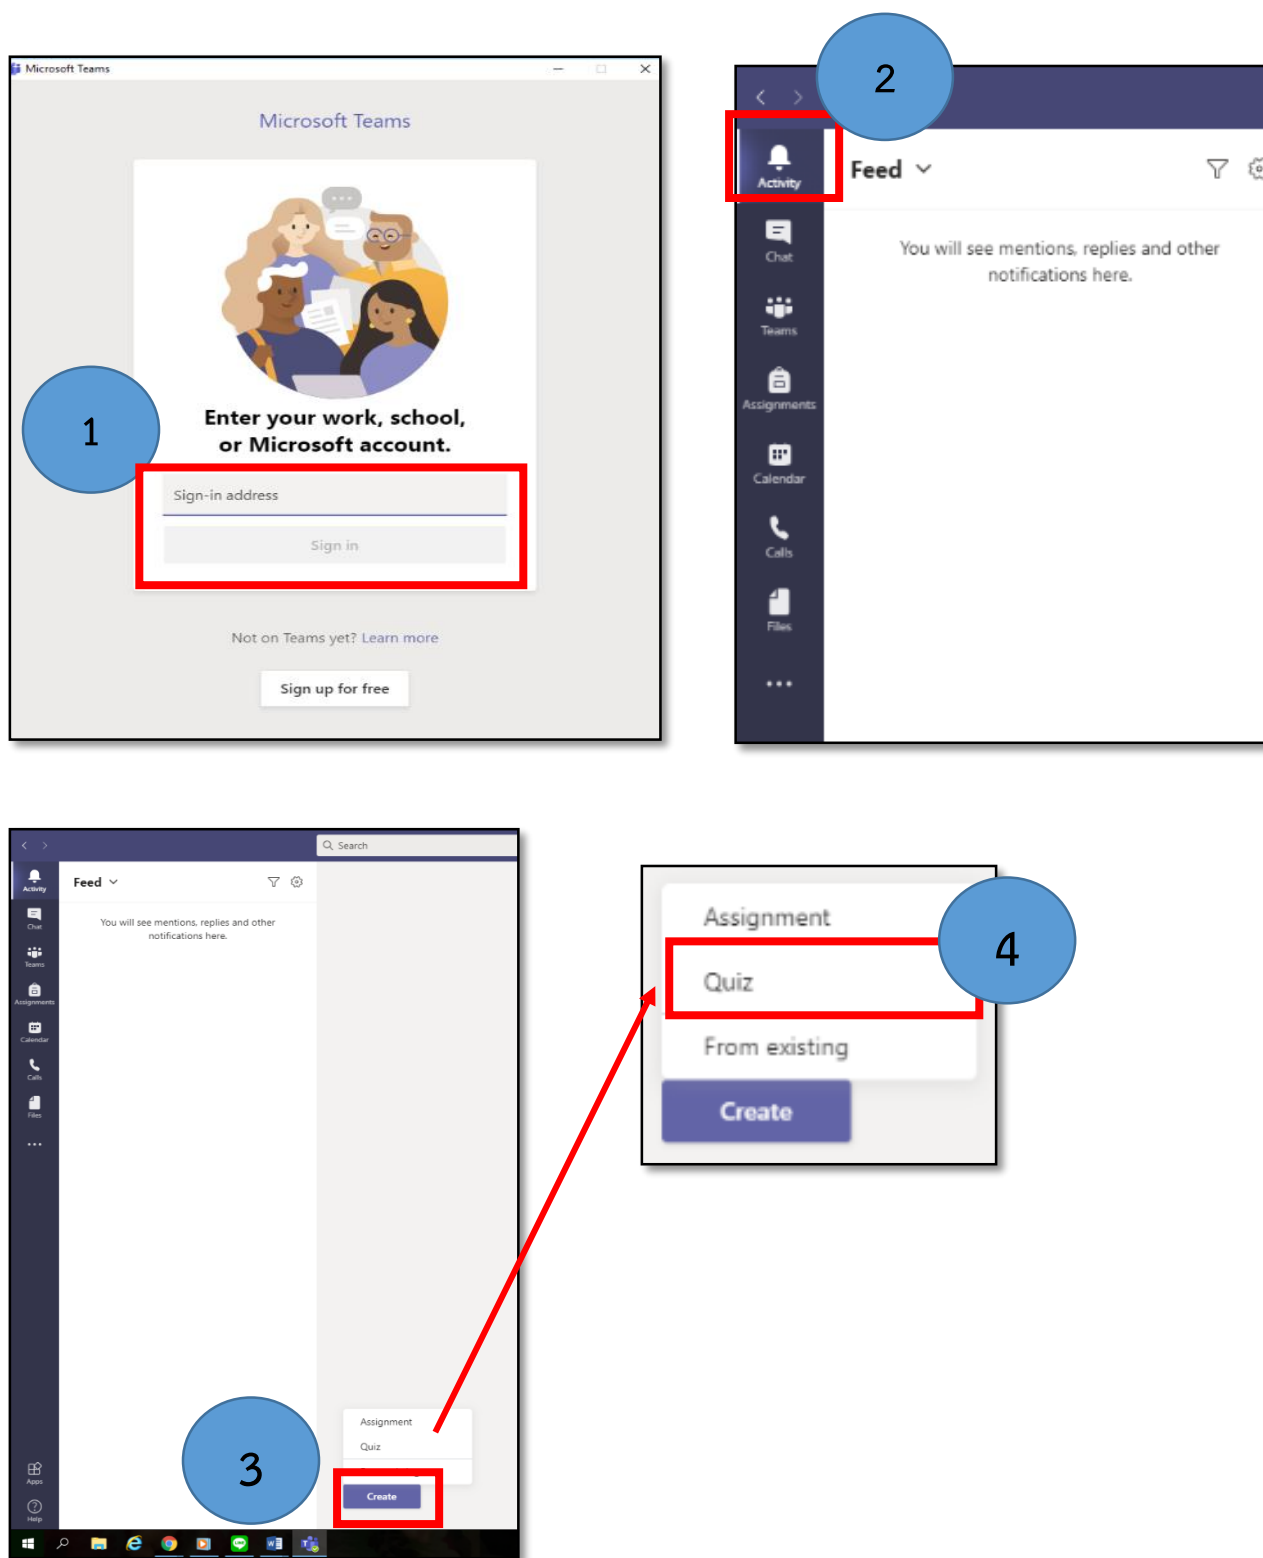 Microsoft Teams
Microsoft Teams
Enter your work, school,
or Microsoft account.
1
Sign-in address
Sign in
Not on Teams yet? Learn more
Sign up for free
2
Activity
Feed
You will see mentions, replies and other
notifications here.
Chat
Teams
Assignments
Calendar
Calls
Files
Search
Activity
Feed
You will see mentions, replies and other
notifications here.
Chat
Teams
Assignments
Calendar
Calls
Files
Assignment
Quiz
3
Create
Apps
Help
Assignment
4
Quiz
From existing
Create